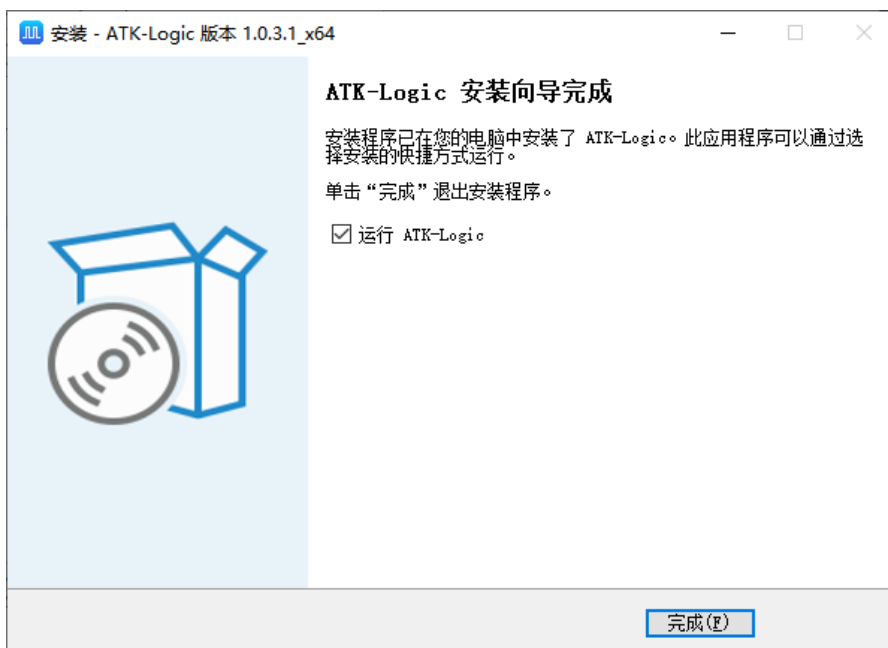 安装 - ATK-Logic 版本 1.0.3.1_x64
ATK-Logic 安装向导完成
安装程序已在您的电脑中安装了 ATK-Logic。此应用程序可以通过选
择安装的快捷方式运行。
单击“完成”退出安装程序。
运行 ATK-Logic
完成(F)